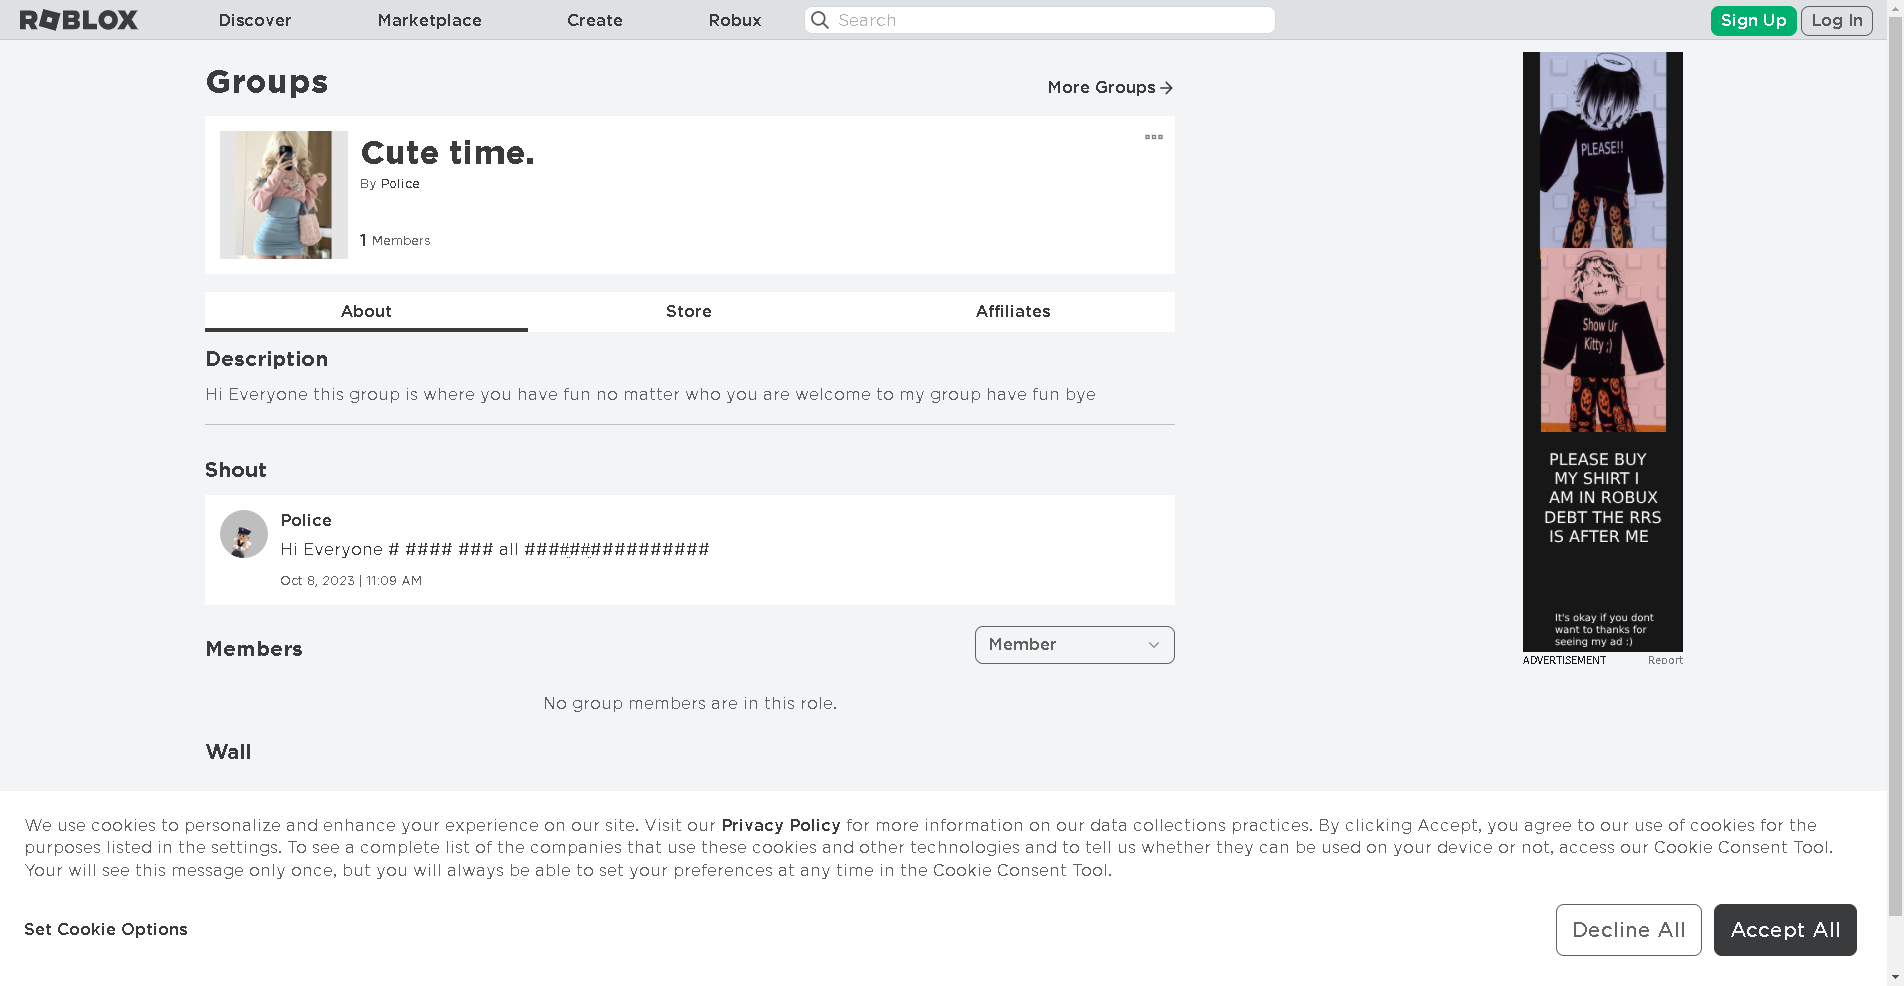 ROBLOX
Discover
Marketplace
Create
Robux
Search
Sign Up
Log In
Groups
More Groups
Cute time.
By Police
1 Members
About
Store
Affiliates
Description
Hi Everyone this group is where you have fun no matter who you are welcome to my group have fun bye
Shout
Police
Hi Everyone # #### ### all ##################
Oct 8, 2023 | 11:09 AM
Members
Member
No group members are in this role.
Wall
PLEASE!!
Show Ur
Kitty ;)
PLEASE BUY
MY SHIRT I
AM IN ROBUX
DEBT THE RRS
IS AFTER ME
It's okay if you dont
want to thanks for
seeing my ad :)
ADVERTISEMENT
Report
We use cookies to personalize and enhance your experience on our site. Visit our Privacy Policy for more information on our data collections practices. By clicking Accept, you agree to our use of cookies for the
purposes listed in the settings. To see a complete list of the companies that use these cookies and other technologies and to tell us whether they can be used on your device or not, access our Cookie Consent Tool.
Your will see this message only once, but you will always be able to set your preferences at any time in the Cookie Consent Tool.
Set Cookie Options
Decline All
Accept All